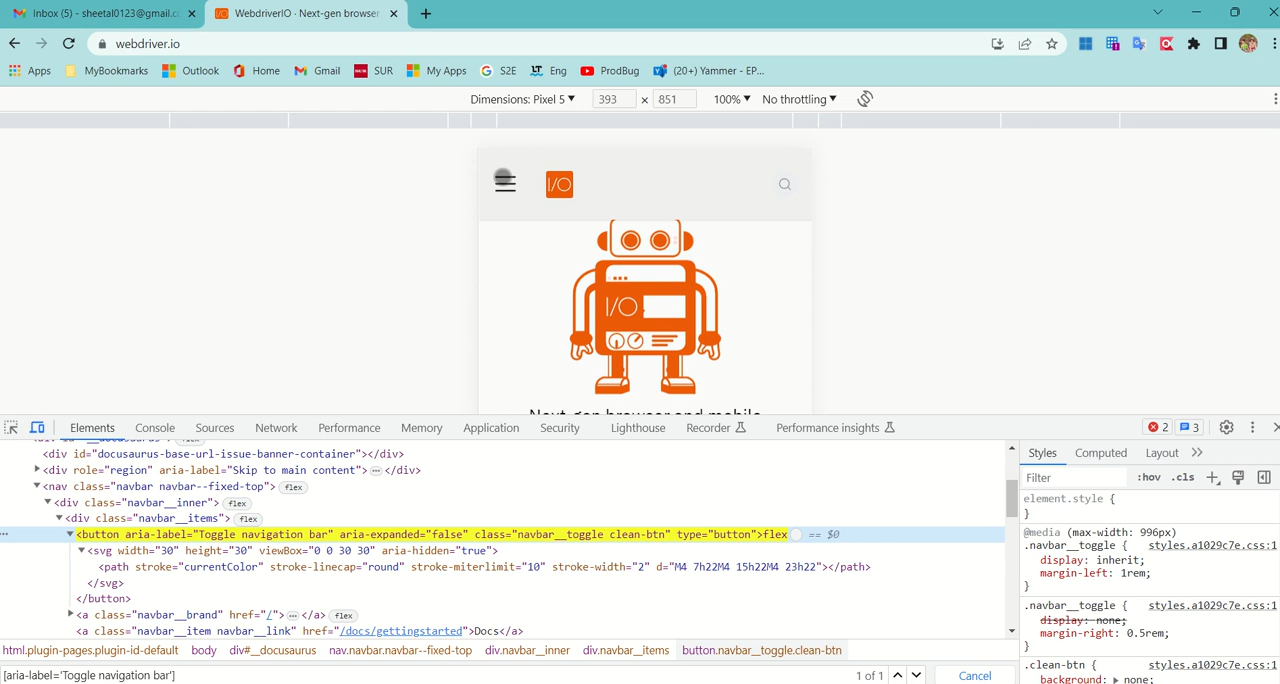 Inbox (5) - sheetal0123@gmail.c
WebdriverIO · Next-gen browser
webdriver.io
Apps MyBookmarks Outlook Home Gmail SUR My Apps S2E Eng ProdBug (20+) Yammer - EP...
Dimensions: Pixel 5 ▼ 393 x 851 100% ▼ No throttling ▼
I/O
I/O
Elements Console Sources Network Performance Memory Application Security Lighthouse Recorder Performance insights 2 3
<div id="docusaurus-base-url-issue-banner-container"></div>
<div role="region" aria-label="Skip to main content">⋯</div>
<nav class="navbar navbar--fixed-top"> flex
<div class="navbar__inner"> flex
<div class="navbar__items"> flex
<button aria-label="Toggle navigation bar" aria-expanded="false" class="navbar__toggle clean-btn" type="button">flex == $0
<svg width="30" height="30" viewBox="0 0 30 30" aria-hidden="true">
<path stroke="currentColor" stroke-linecap="round" stroke-miterlimit="10" stroke-width="2" d="M4 7h22M4 15h22M4 23h22"></path>
</svg>
</button>
<a class="navbar__brand" href="/">⋯</a> flex
<a class="navbar__item navbar__link" href="/docs/gettingstarted">Docs</a>
html.plugin-pages.plugin-id-default body div#__docusaurus nav.navbar.navbar--fixed-top div.navbar__inner div.navbar__items button.navbar__toggle.clean-btn
[aria-label='Toggle navigation bar'] 1 of 1 Cancel
Styles Computed Layout
Filter :hov .cls
element.style {
}
@media (max-width: 996px)
.navbar__toggle { styles.a1029c7e.css:1
display: inherit;
margin-left: 1rem;
}
.navbar__toggle { styles.a1029c7e.css:1
display: none;
margin-right: 0.5rem;
}
.clean-btn { styles.a1029c7e.css:1
background: ▶ none;